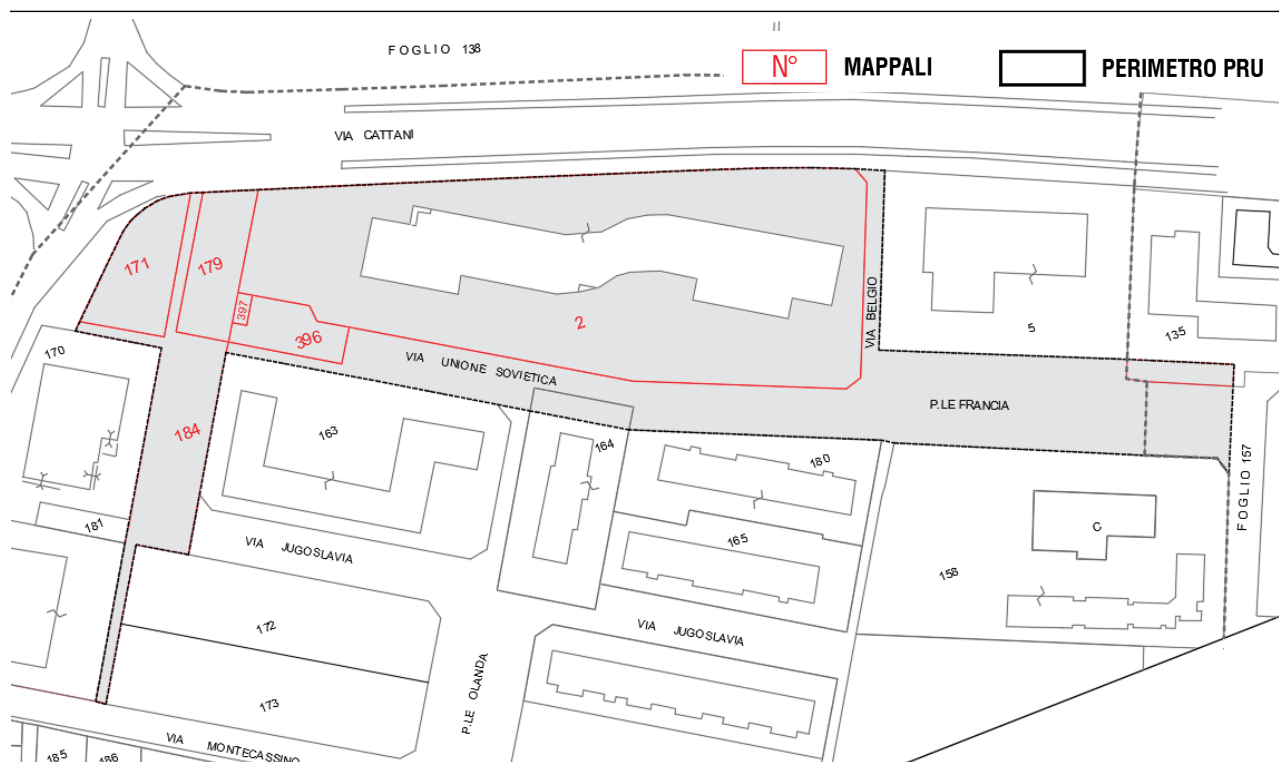 FOGLIO 138
N°
MAPPALI
PERIMETRO PRU
VIA CATTANI
171
179
397
396
2
VIA BELGIO
5
135
170
VIA UNIONE SOVIETICA
P.LE FRANCIA
184
163
164
180
FOGLIO 157
181
VIA JUGOSLAVIA
165
C
158
172
VIA JUGOSLAVIA
173
P.LE OLANDA
VIA MONTECASSINO
185
186